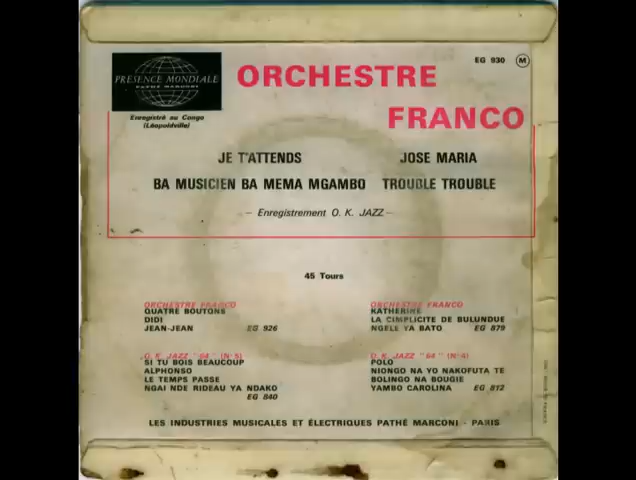 EG 930 M
PRESENCE MONDIALE
PATHÉ MARCONI
ORCHESTRE
FRANCO
Enregistré au Congo
(Léopoldville)
JE T'ATTENDS JOSE MARIA
BA MUSICIEN BA MEMA MGAMBO TROUBLE TROUBLE
– Enregistrement O. K. JAZZ –
45 Tours
ORCHESTRE FRANCO
QUATRE BOUTONS
DIDI
JEAN-JEAN EG 926
ORCHESTRE FRANCO
KATHERINE
LA CIMPLICITE DE BULUNDUE
NGELE YA BATO EG 879
O. K. JAZZ "64" (N° 5)
SI TU BOIS BEAUCOUP
ALPHONSO
LE TEMPS PASSE
NGAI NDE RIDEAU YA NDAKO
EG 840
O. K. JAZZ "64" (N° 4)
POLO
NIONGO NA YO NAKOFUTA TE
BOLINGO NA BOUGIE
YAMBO CAROLINA EG 812
LES INDUSTRIES MUSICALES ET ÉLECTRIQUES PATHÉ MARCONI - PARIS